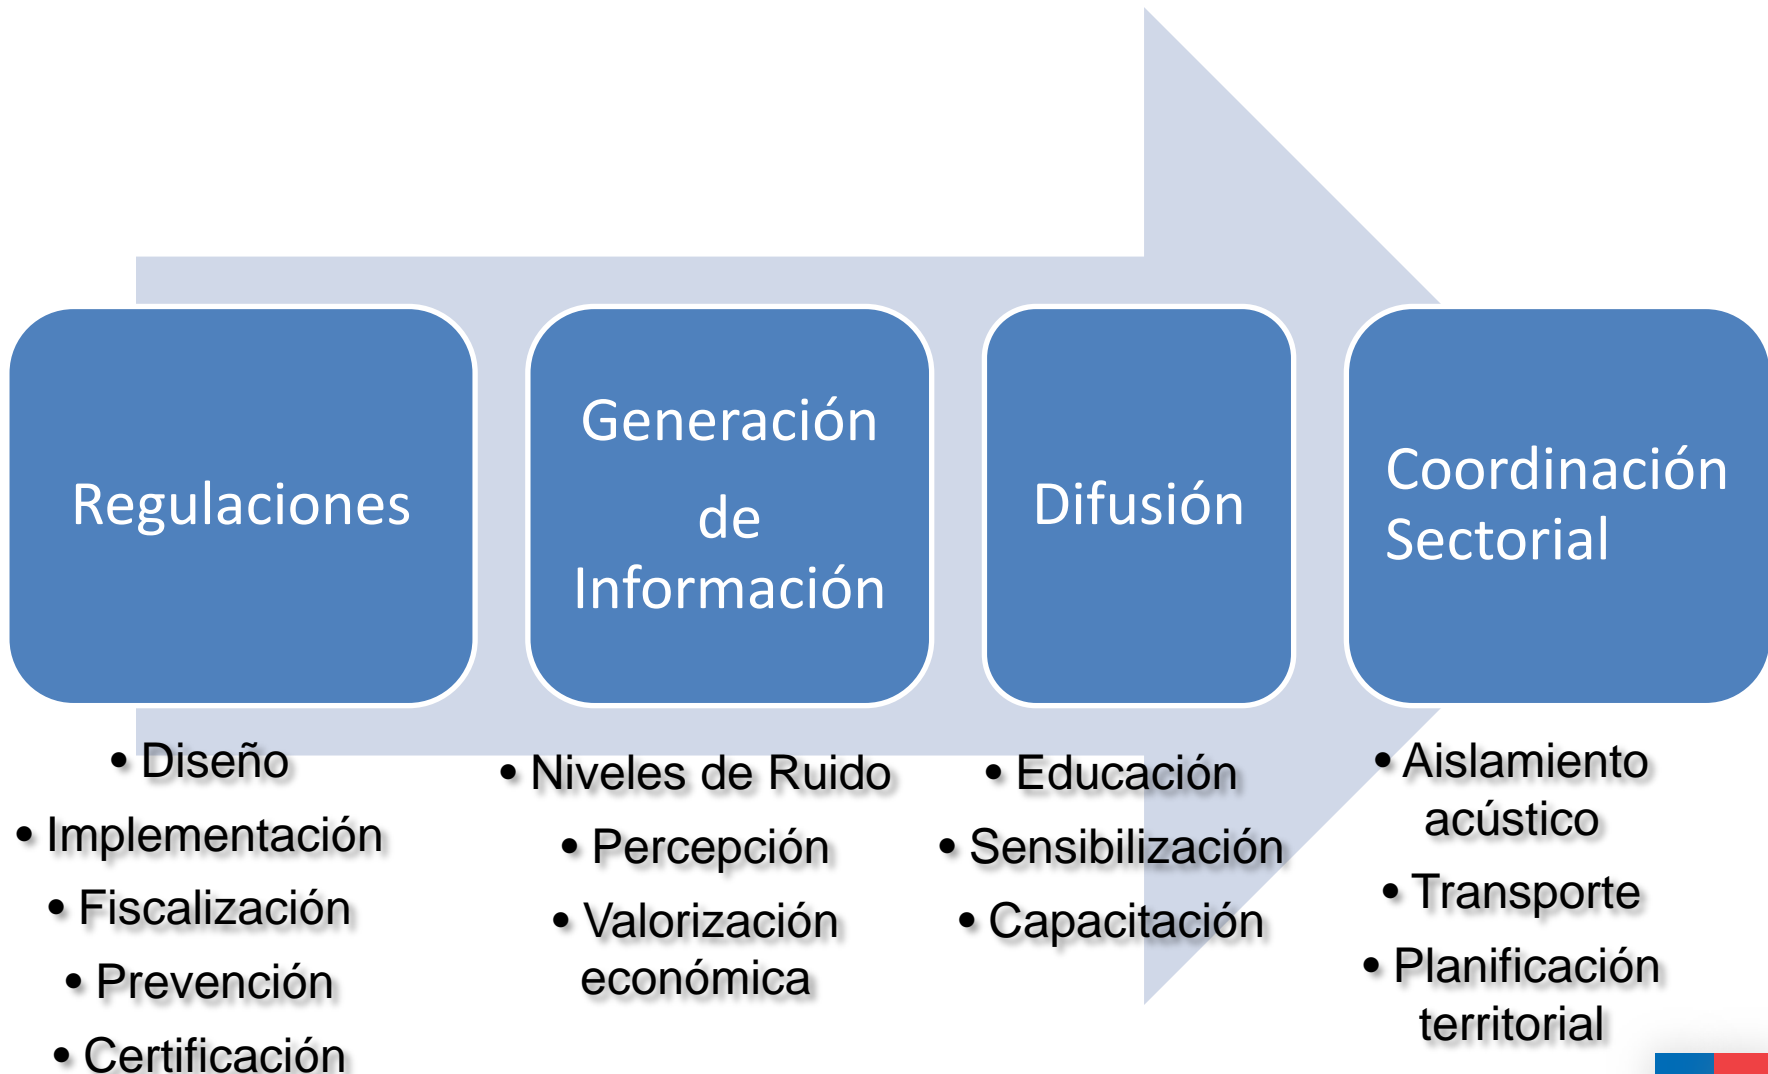 Regulaciones
Generación
de
Información
Difusión
Coordinación
Sectorial
• Diseño
• Implementación
• Fiscalización
• Prevención
• Certificación
• Niveles de Ruido
• Percepción
• Valorización
económica
• Educación
• Sensibilización
• Capacitación
• Aislamiento
acústico
• Transporte
• Planificación
territorial